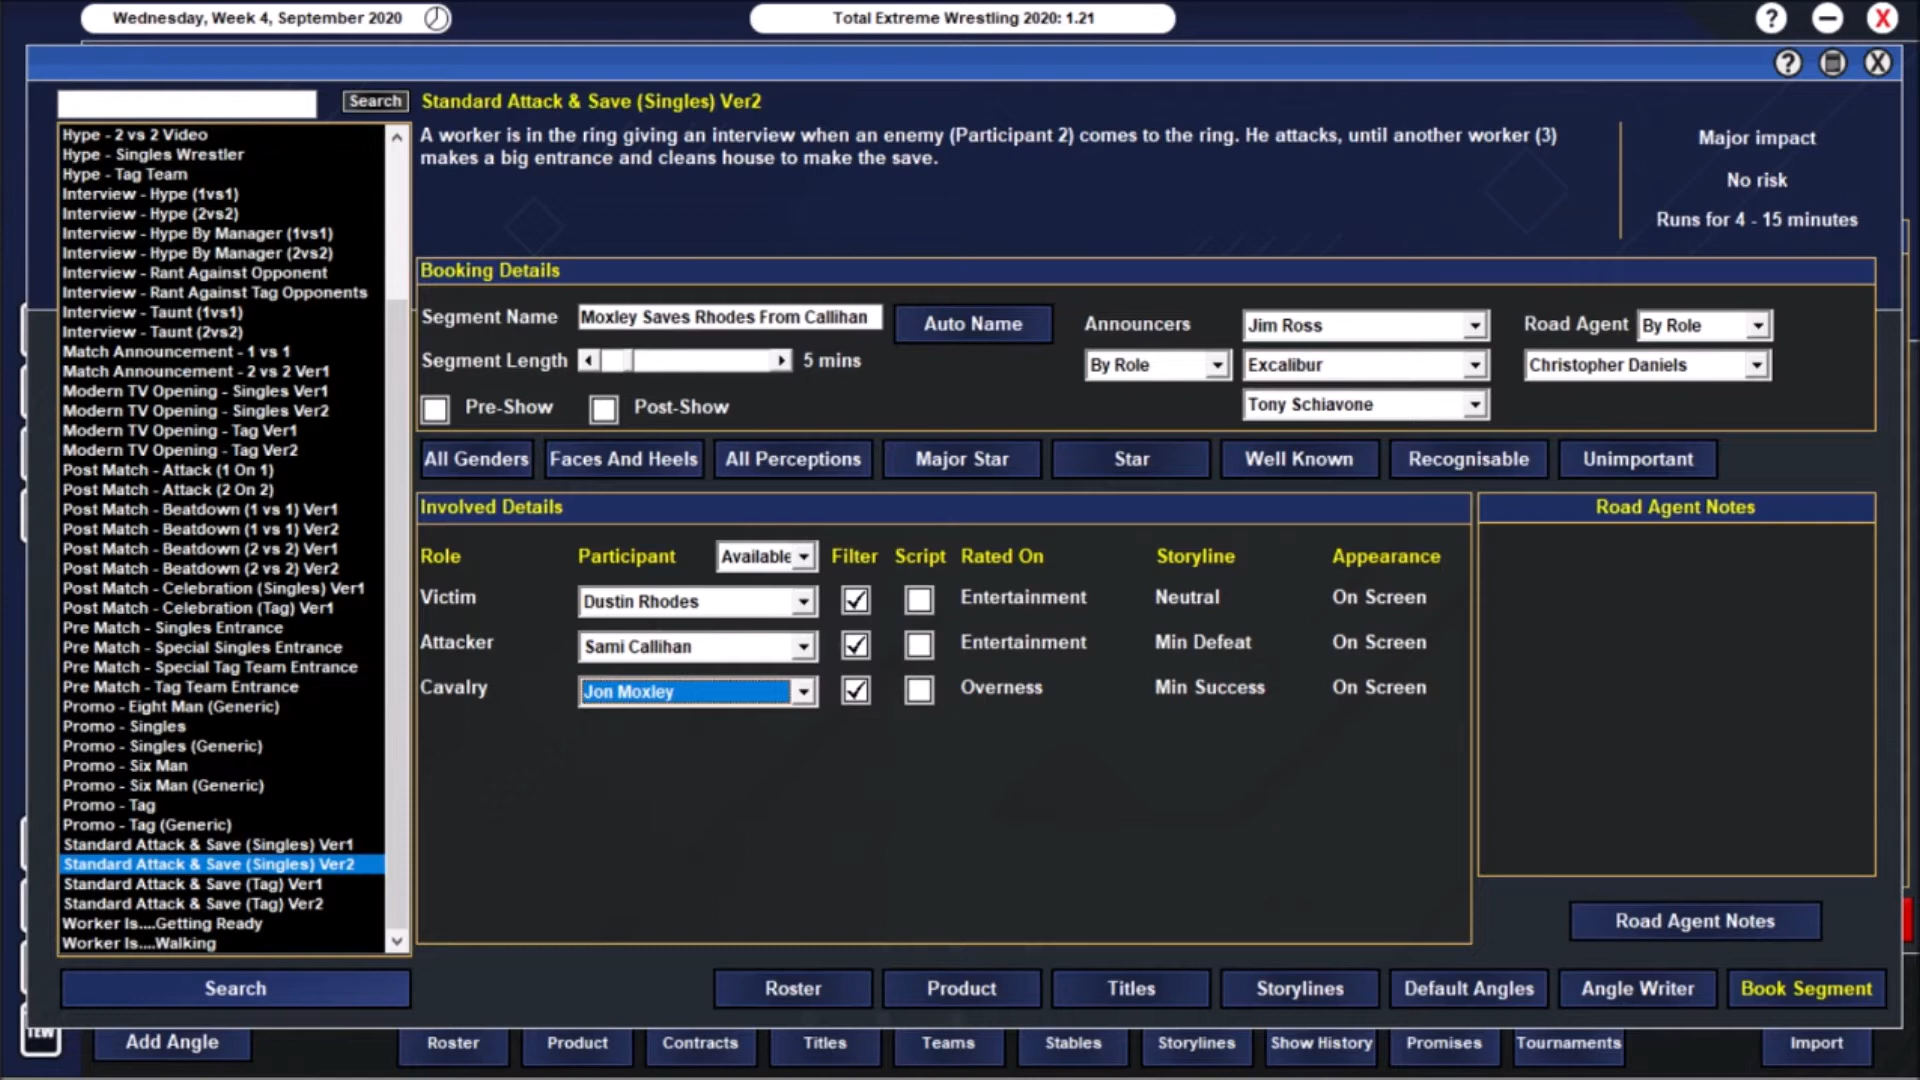 Wednesday, Week 4, September 2020
Total Extreme Wrestling 2020: 1.21
? – X
? X
Search
Standard Attack & Save (Singles) Ver2
A worker is in the ring giving an interview when an enemy (Participant 2) comes to the ring. He attacks, until another worker (3)
makes a big entrance and cleans house to make the save.
Major impact
No risk
Runs for 4 - 15 minutes
Hype - 2 vs 2 Video
Hype - Singles Wrestler
Hype - Tag Team
Interview - Hype (1vs1)
Interview - Hype (2vs2)
Interview - Hype By Manager (1vs1)
Interview - Hype By Manager (2vs2)
Interview - Rant Against Opponent
Interview - Rant Against Tag Opponents
Interview - Taunt (1vs1)
Interview - Taunt (2vs2)
Match Announcement - 1 vs 1
Match Announcement - 2 vs 2 Ver1
Modern TV Opening - Singles Ver1
Modern TV Opening - Singles Ver2
Modern TV Opening - Tag Ver1
Modern TV Opening - Tag Ver2
Post Match - Attack (1 On 1)
Post Match - Attack (2 On 2)
Post Match - Beatdown (1 vs 1) Ver1
Post Match - Beatdown (1 vs 1) Ver2
Post Match - Beatdown (2 vs 2) Ver1
Post Match - Beatdown (2 vs 2) Ver2
Post Match - Celebration (Singles) Ver1
Post Match - Celebration (Tag) Ver1
Pre Match - Singles Entrance
Pre Match - Special Singles Entrance
Pre Match - Special Tag Team Entrance
Pre Match - Tag Team Entrance
Promo - Eight Man (Generic)
Promo - Singles
Promo - Singles (Generic)
Promo - Six Man
Promo - Six Man (Generic)
Promo - Tag
Promo - Tag (Generic)
Standard Attack & Save (Singles) Ver1
Standard Attack & Save (Singles) Ver2
Standard Attack & Save (Tag) Ver1
Standard Attack & Save (Tag) Ver2
Worker Is....Getting Ready
Worker Is....Walking
Search
Booking Details
Segment Name Moxley Saves Rhodes From Callihan Auto Name Announcers Jim Ross Road Agent By Role
Segment Length 5 mins By Role Excalibur Christopher Daniels
Pre-Show Post-Show Tony Schiavone
All Genders Faces And Heels All Perceptions Major Star Star Well Known Recognisable Unimportant
Involved Details
Role Participant Available Filter Script Rated On Storyline Appearance
Victim Dustin Rhodes Entertainment Neutral On Screen
Attacker Sami Callihan Entertainment Min Defeat On Screen
Cavalry Jon Moxley Overness Min Success On Screen
Road Agent Notes
Road Agent Notes
Roster Product Titles Storylines Default Angles Angle Writer Book Segment
TEW
Add Angle Roster Product Contracts Titles Teams Stables Storylines Show History Promises Tournaments Import